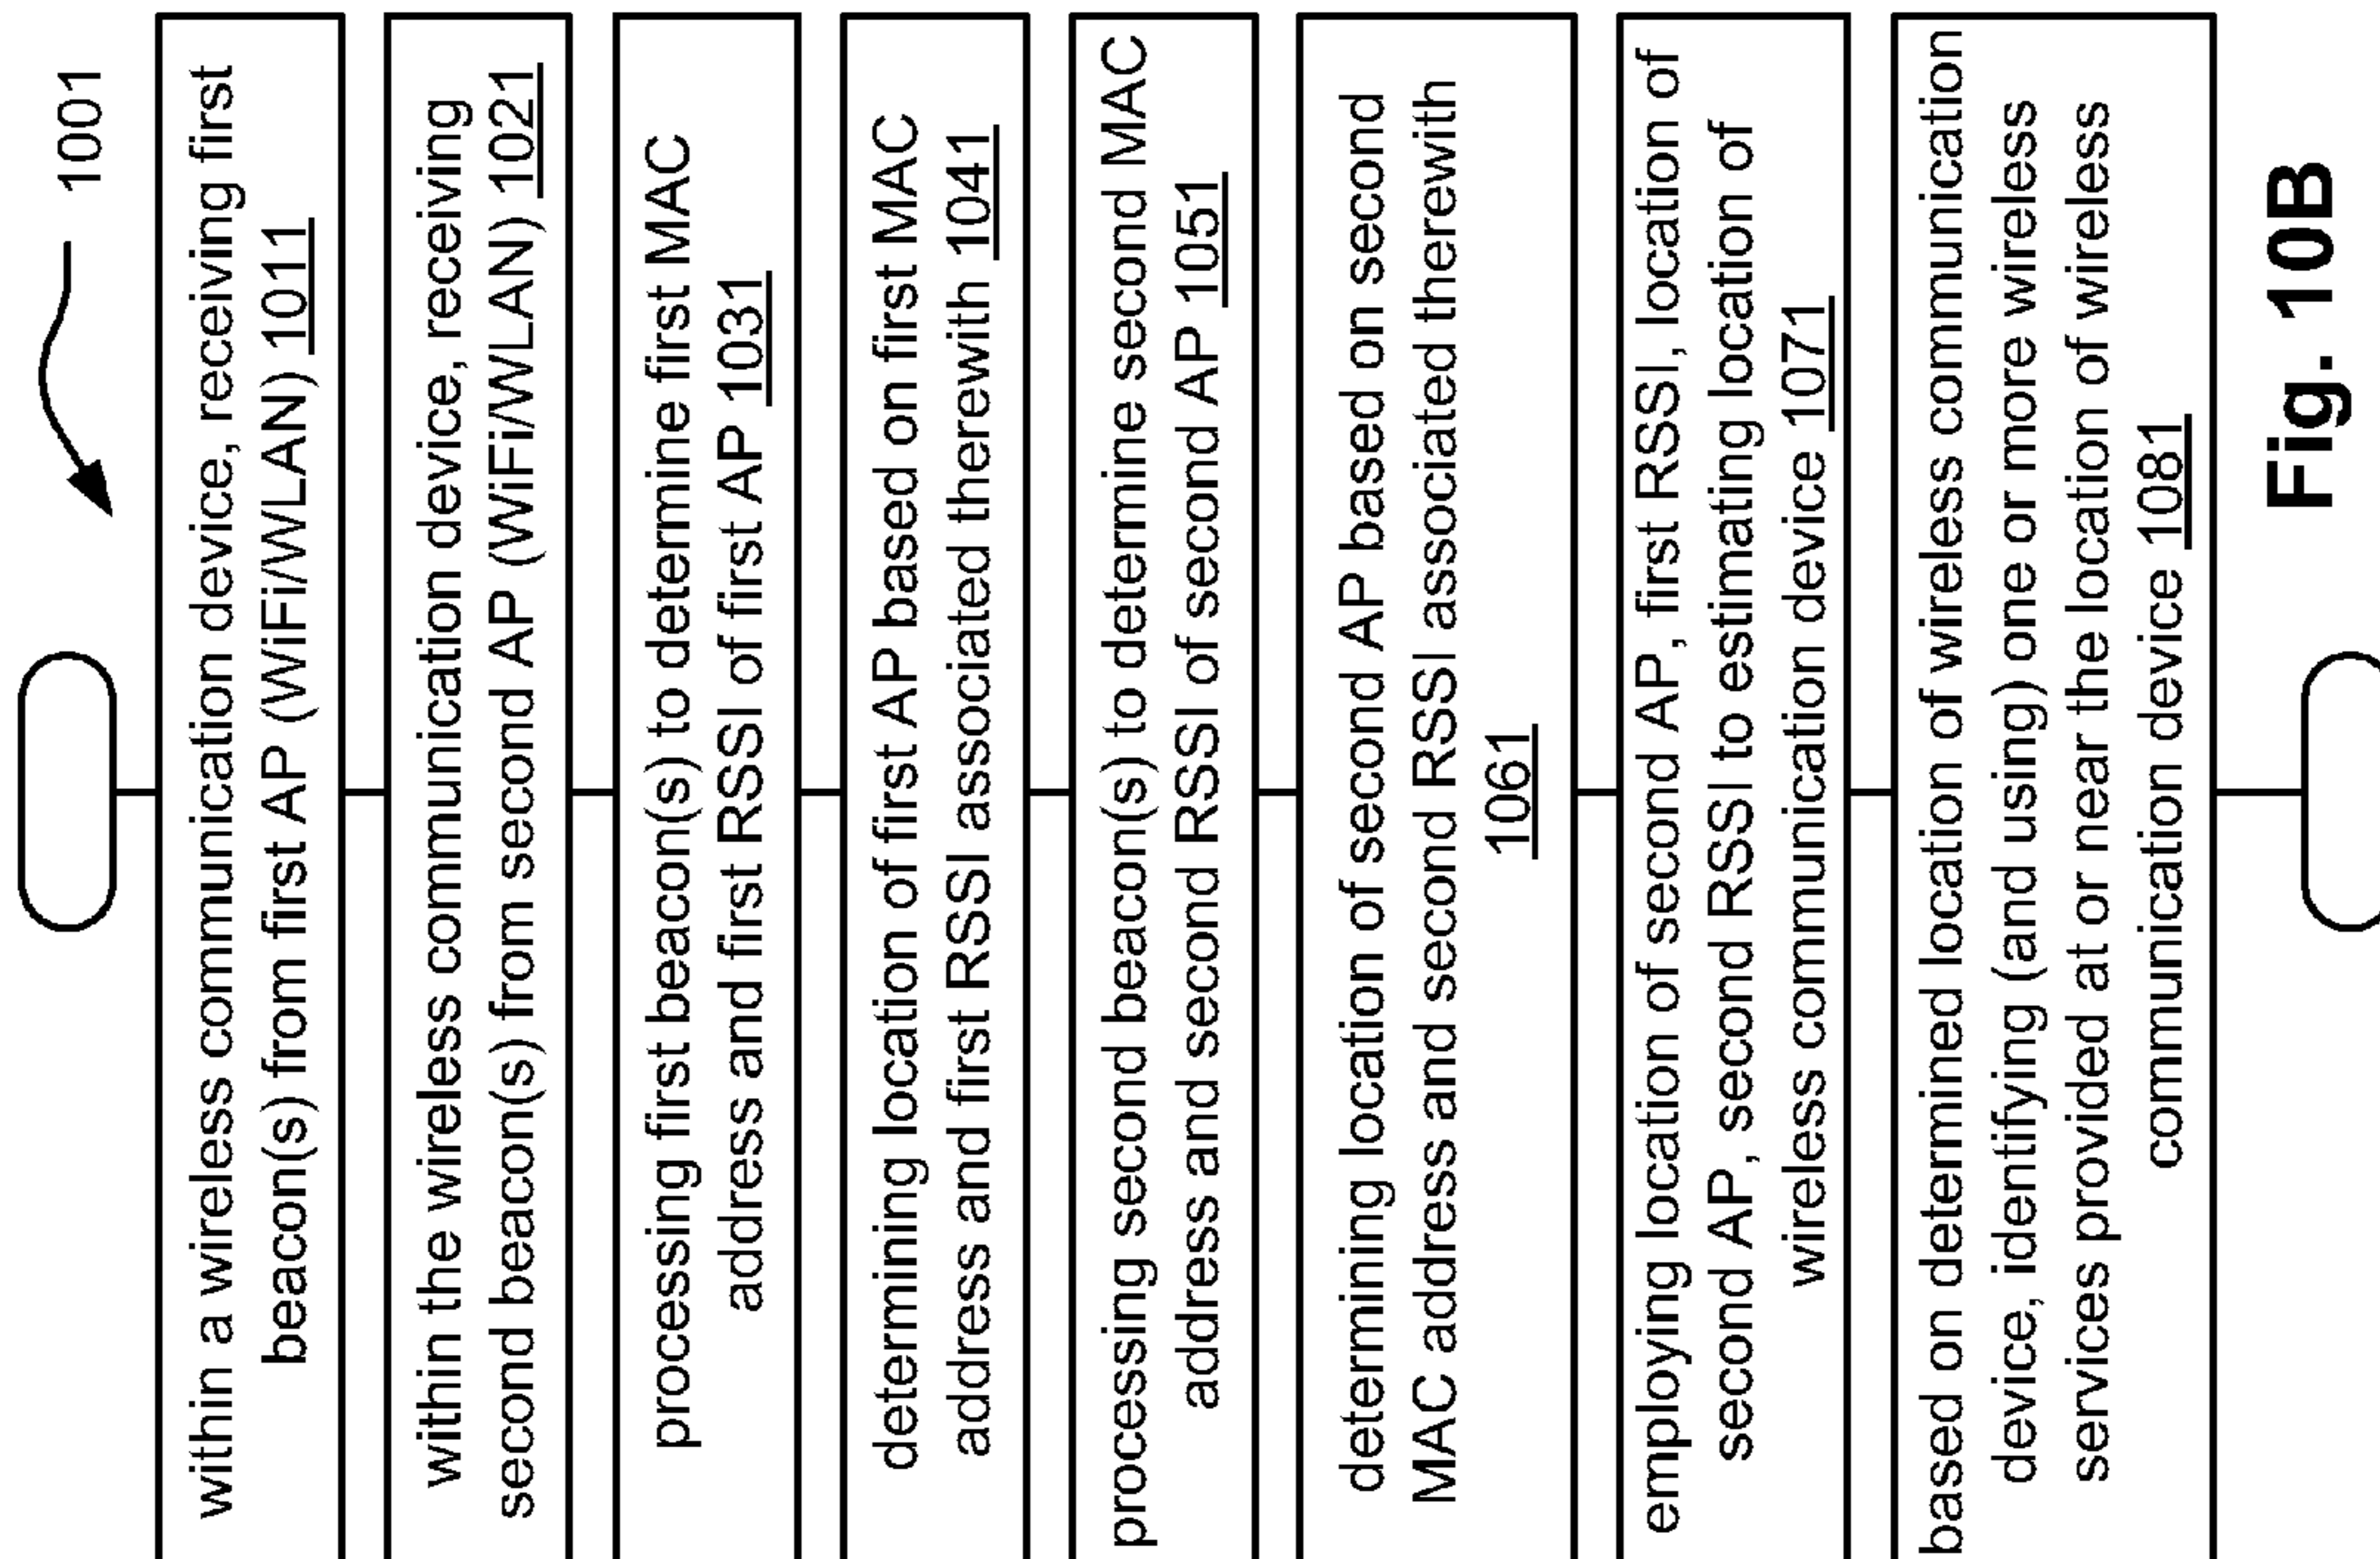 1001
within a wireless communication device, receiving first
beacon(s) from first AP (WiFi/WLAN) 1011
within the wireless communication device, receiving
second beacon(s) from second AP (WiFi/WLAN) 1021
processing first beacon(s) to determine first MAC
address and first RSSI of first AP 1031
determining location of first AP based on first MAC
address and first RSSI associated therewith 1041
processing second beacon(s) to determine second MAC
address and second RSSI of second AP 1051
determining location of second AP based on second
MAC address and second RSSI associated therewith
1061
employing location of second AP, first RSSI, location of
second AP, second RSSI to estimating location of
wireless communication device 1071
based on determined location of wireless communication
device, identifying (and using) one or more wireless
services provided at or near the location of wireless
communication device 1081
Fig. 10B